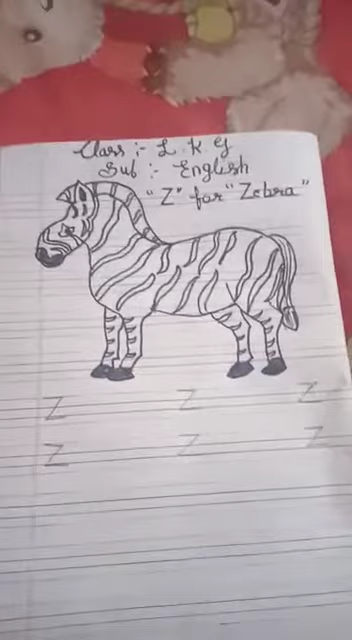 Class :- L.K.G
Sub :- English
"Z" for "Zebra"
Z Z Z
Z Z Z